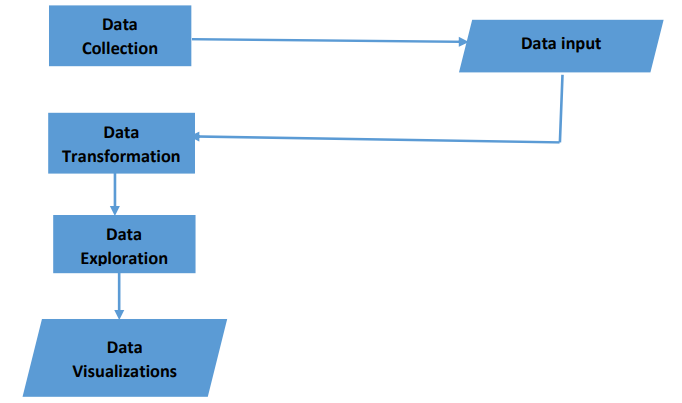 Data
Collection
Data input
Data
Transformation
Data
Exploration
Data
Visualizations